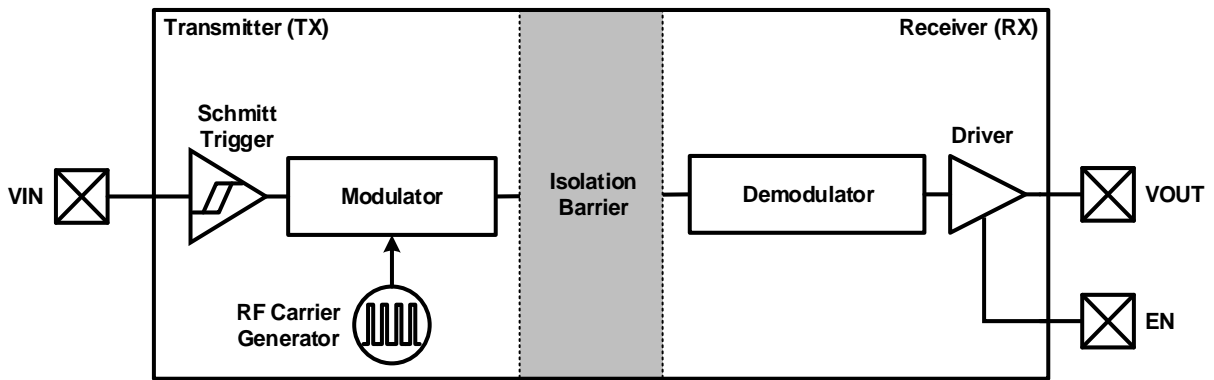 Transmitter (TX)
Receiver (RX)
Schmitt
Trigger
Driver
VIN
Modulator
Isolation
Barrier
Demodulator
VOUT
RF Carrier
Generator
EN